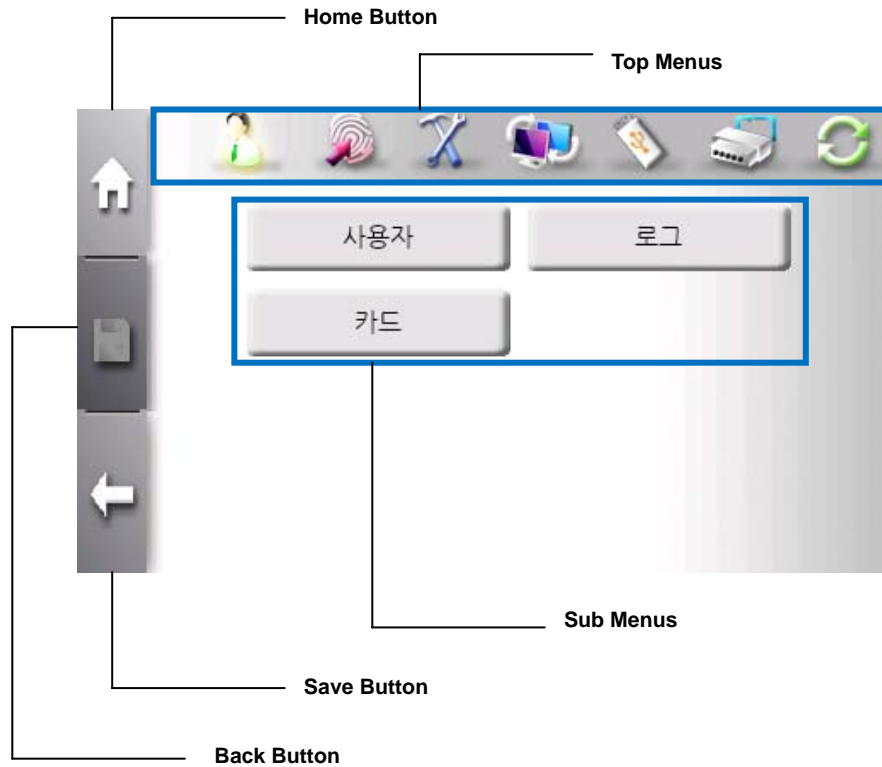 Home Button
Top Menus
사용자
로그
카드
Sub Menus
Save Button
Back Button